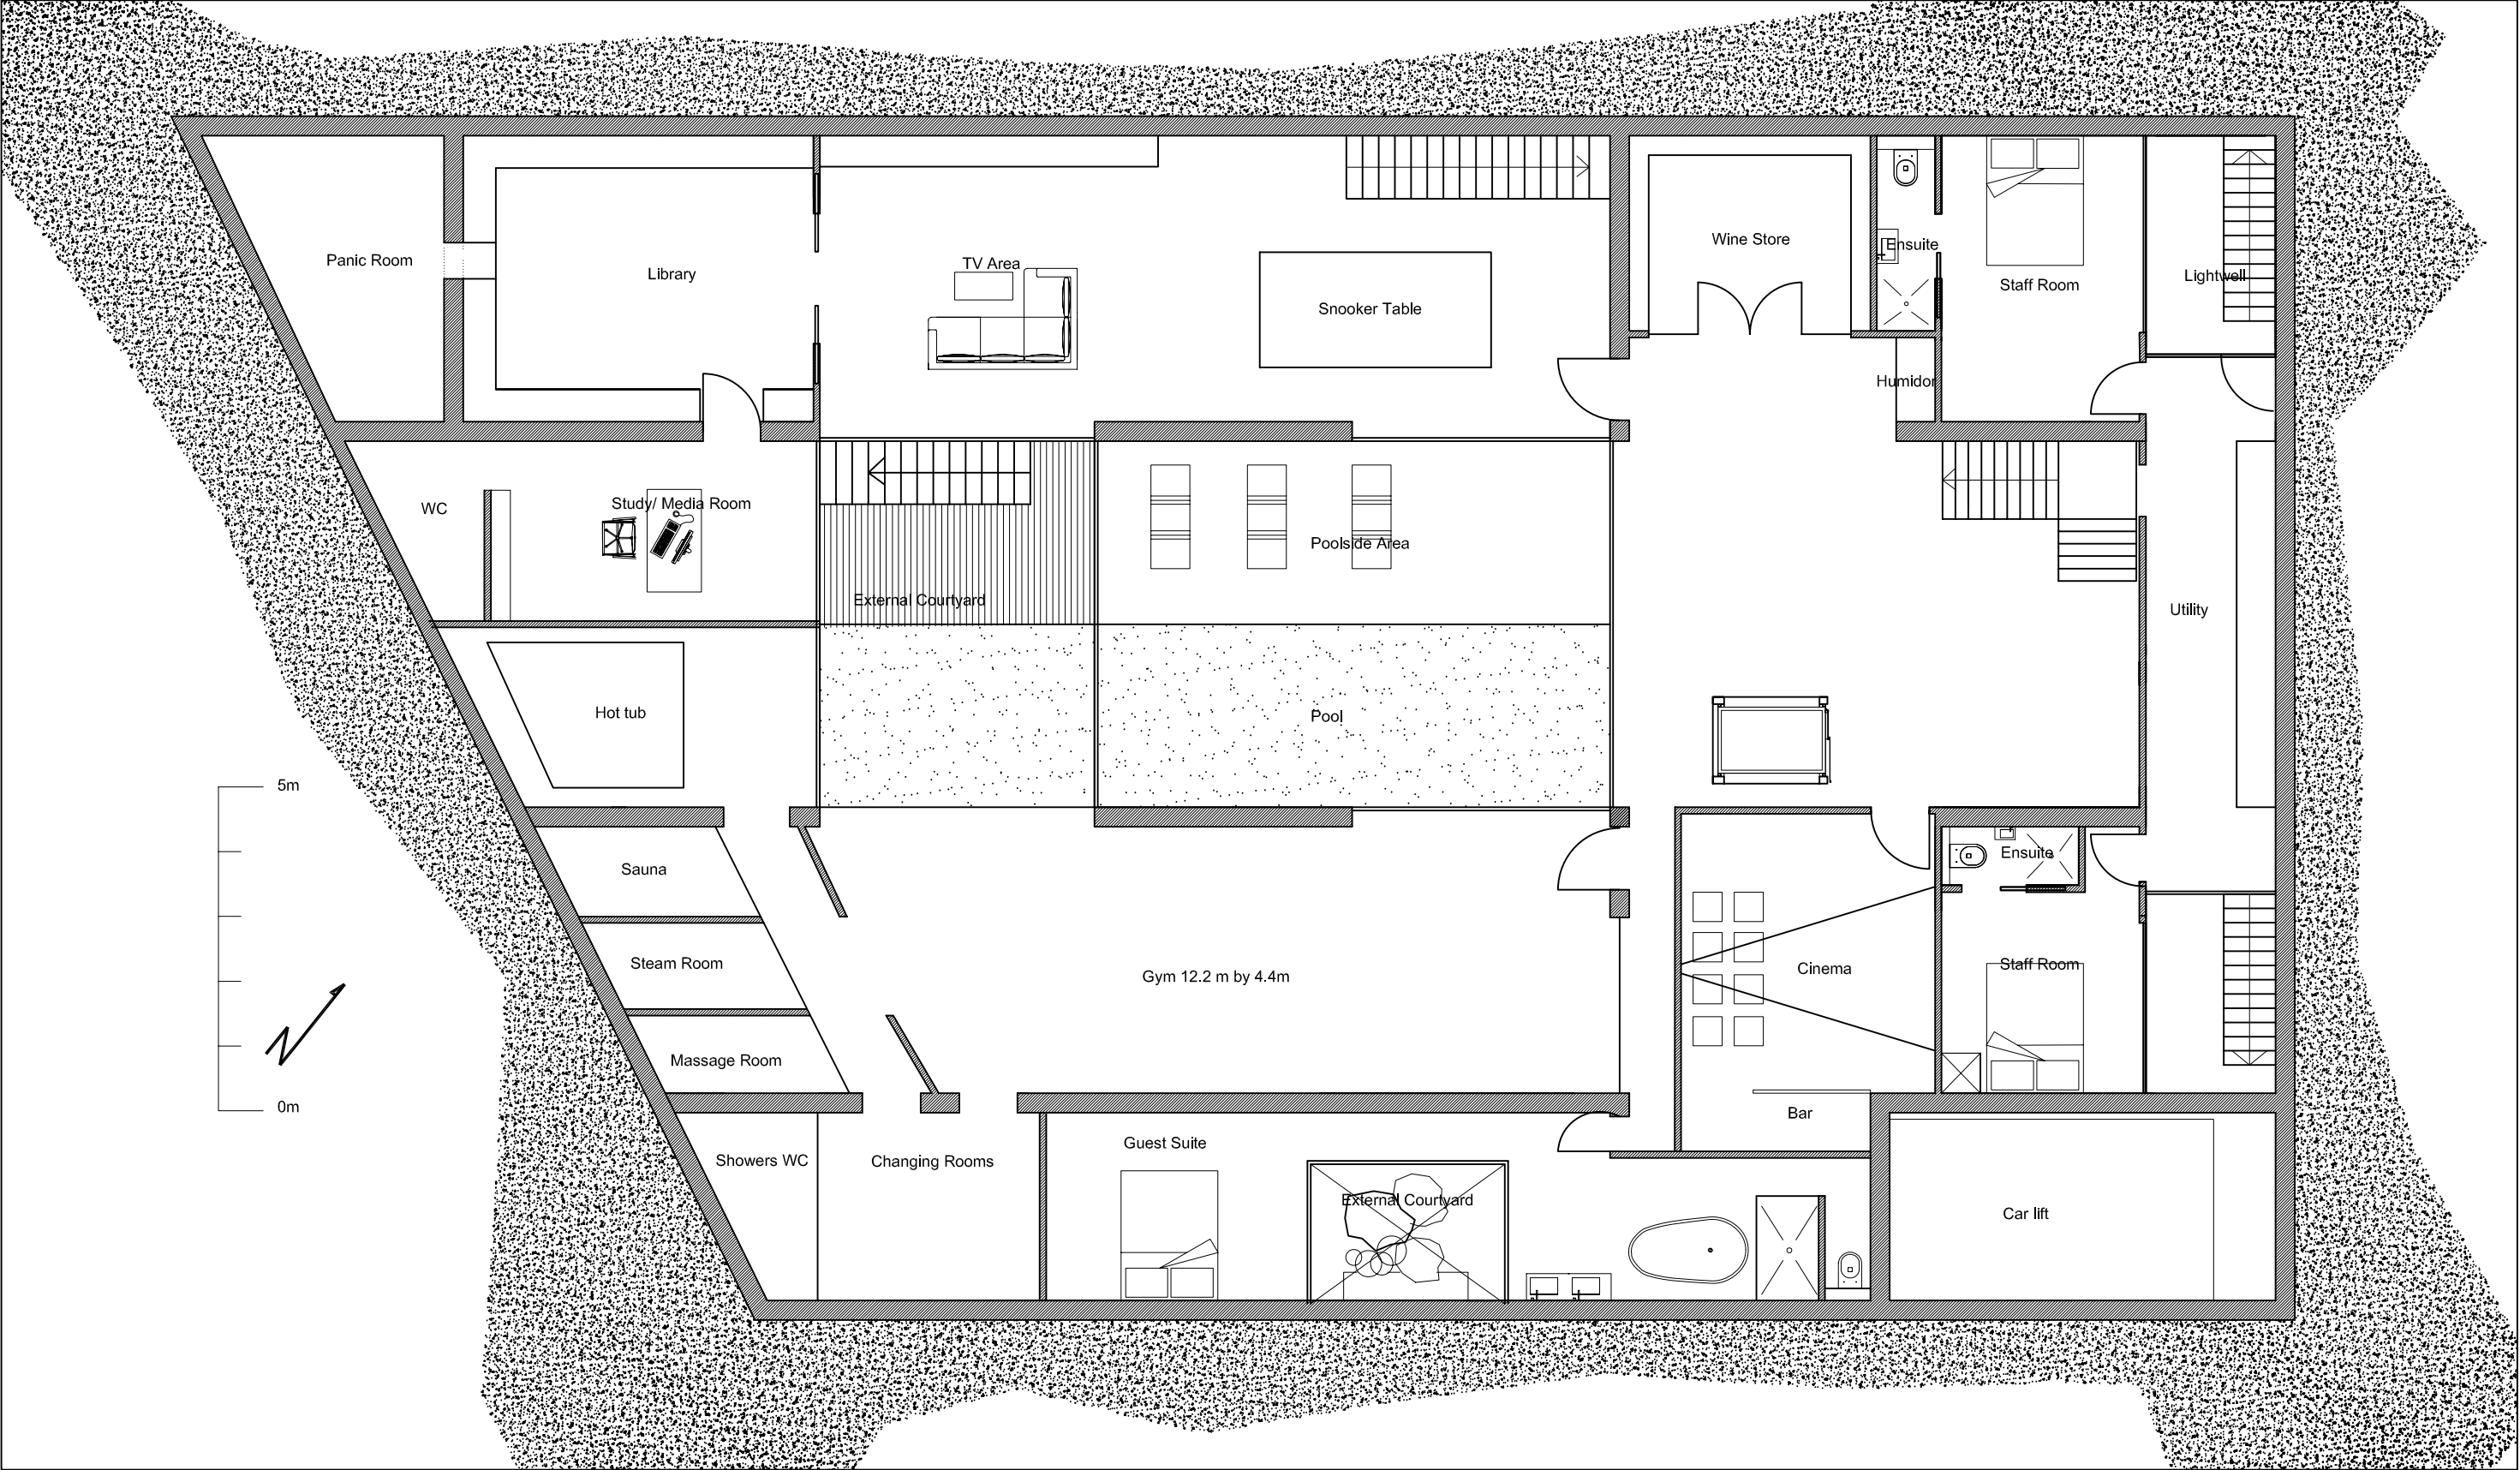 Panic Room
Library
TV Area
Snooker Table
Wine Store
Ensuite
Staff Room
Lightwell
Humidor
WC
Study/ Media Room
External Courtyard
Poolside Area
Utility
Hot tub
Pool
5m
0m
Sauna
Steam Room
Massage Room
Gym 12.2 m by 4.4m
Cinema
Ensuite
Staff Room
Bar
Showers WC
Changing Rooms
Guest Suite
External Courtyard
Car lift
N